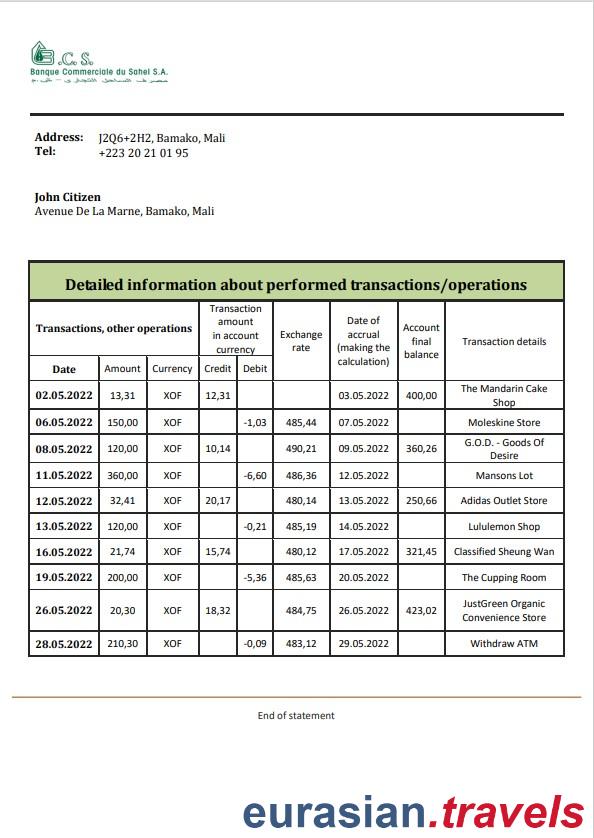 B.C.S.
Banque Commerciale du Sahel S.A.
Address: J2Q6+2H2, Bamako, Mali
Tel: +223 20 21 01 95
John Citizen
Avenue De La Marne, Bamako, Mali
Detailed information about performed transactions/operations
Transactions, other operations
Transaction
amount
in account
currency
Exchange
rate
Date of
accrual
(making the
calculation)
Account
final
balance
Transaction details
Date Amount Currency Credit Debit
02.05.2022 13,31 XOF 12,31 03.05.2022 400,00 The Mandarin Cake
Shop
06.05.2022 150,00 XOF -1,03 485,44 07.05.2022 Moleskine Store
08.05.2022 120,00 XOF 10,14 490,21 09.05.2022 360,26 G.O.D. - Goods Of
Desire
11.05.2022 360,00 XOF -6,60 486,36 12.05.2022 Mansons Lot
12.05.2022 32,41 XOF 20,17 480,14 13.05.2022 250,66 Adidas Outlet Store
13.05.2022 120,00 XOF -0,21 485,19 14.05.2022 Lululemon Shop
16.05.2022 21,74 XOF 15,74 480,12 17.05.2022 321,45 Classified Sheung Wan
19.05.2022 200,00 XOF -5,36 485,63 20.05.2022 The Cupping Room
26.05.2022 20,30 XOF 18,32 484,75 26.05.2022 423,02 JustGreen Organic
Convenience Store
28.05.2022 210,30 XOF -0,09 483,12 29.05.2022 Withdraw ATM
End of statement
eurasian.travels